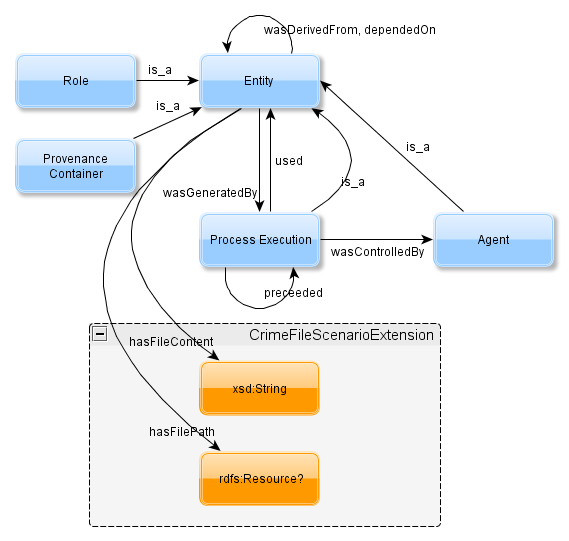 wasDerivedFrom, dependedOn
Role
is_a
Entity
is_a
Provenance
Container
is_a
used
wasGeneratedBy
is_a
Process Execution
wasControlledBy
Agent
preceeded
CrimeFileScenarioExtension
hasFileContent
xsd:String
hasFilePath
rdfs:Resource?